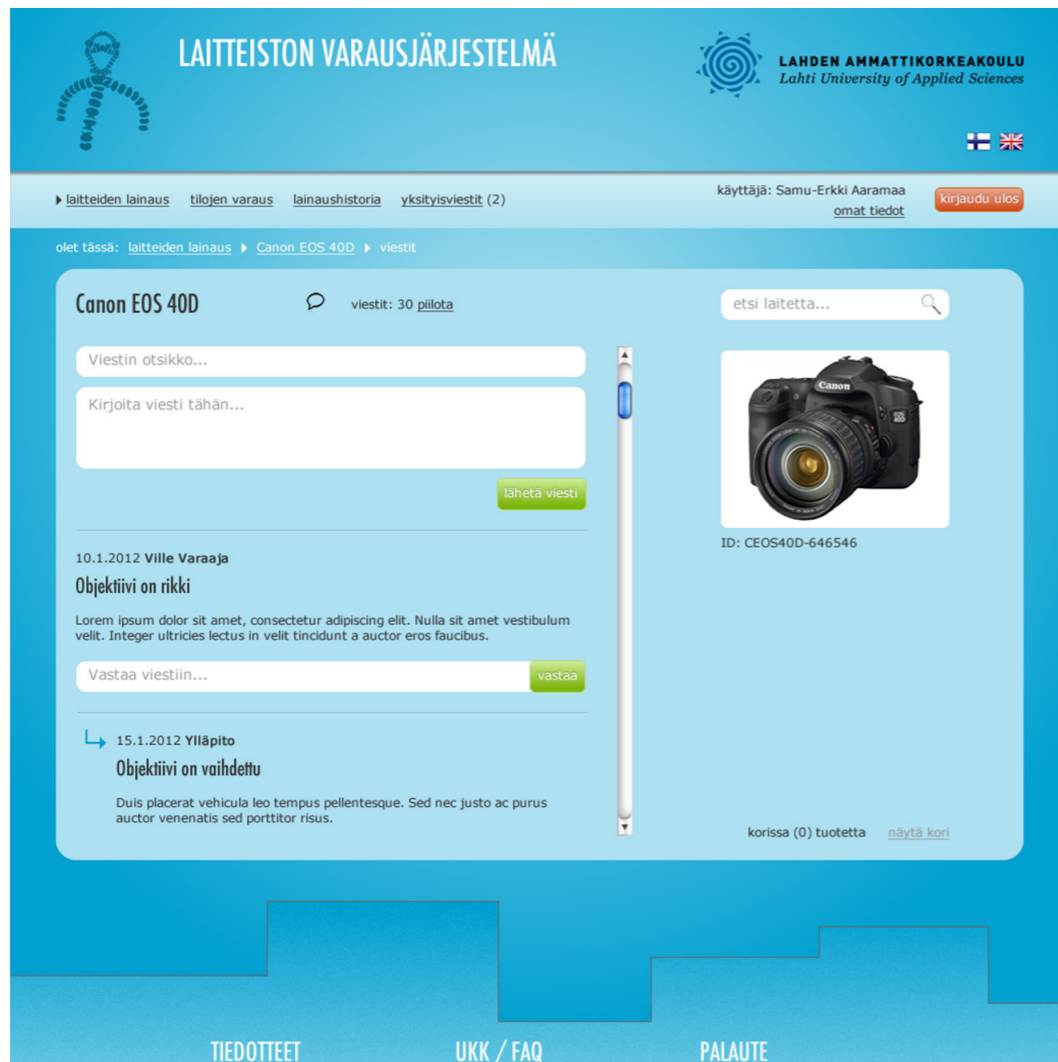 LAITTEISTON VARAUSJÄRJESTELMÄ
LAHDEN AMMATTIKORKEAKOULU
Lahti University of Applied Sciences
laitteiden lainaus tilojen varaus lainaushistoria yksityisviestit (2)
käyttäjä: Samu-Erkki Aaramaa
omat tiedot
kirjaudu ulos
olet tässä: laitteiden lainaus Canon EOS 40D viestit
Canon EOS 40D
viestit: 30 piilota
etsi laitetta...
Viestin otsikko...
Kirjoita viesti tähän...
lähetä viesti
Canon
EOS
40D
ID: CEOS40D-646546
10.1.2012 Ville Varaaja
Objektiivi on rikki
Lorem ipsum dolor sit amet, consectetur adipiscing elit. Nulla sit amet vestibulum
velit. Integer ultricies lectus in velit tincidunt a auctor eros faucibus.
Vastaa viestiin...
vastaa
15.1.2012 Ylläpito
Objektiivi on vaihdettu
Duis placerat vehicula leo tempus pellentesque. Sed nec justo ac purus
auctor venenatis sed porttitor risus.
korissa (0) tuotetta näytä kori
TIEDOTTEET UKK / FAQ PALAUTE